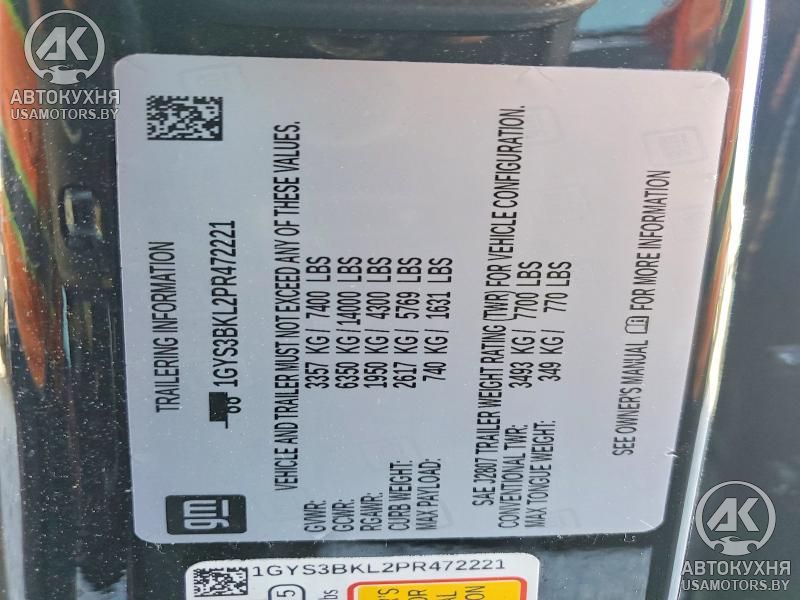 AK
АВТОКУХНЯ
USAMOTORS.BY
TRAILERING INFORMATION
1GYS3BKL2PR472221
VEHICLE AND TRAILER MUST NOT EXCEED ANY OF THESE VALUES.
GVWR: 3357 KG / 7400 LBS
GCWR: 6350 KG / 14000 LBS
RGAWR: 1950 KG / 4300 LBS
CURB WEIGHT: 2617 KG / 5769 LBS
MAX PAYLOAD: 740 KG / 1631 LBS
SAE J2807 TRAILER WEIGHT RATING (TWR) FOR VEHICLE CONFIGURATION.
CONVENTIONAL TWR: 3493 KG / 7700 LBS
MAX TONGUE WEIGHT: 349 KG / 770 LBS
SEE OWNER'S MANUAL FOR MORE INFORMATION
gm
1GYS3BKL2PR472221
5
AK
АВТОКУХНЯ
USAMOTORS.BY